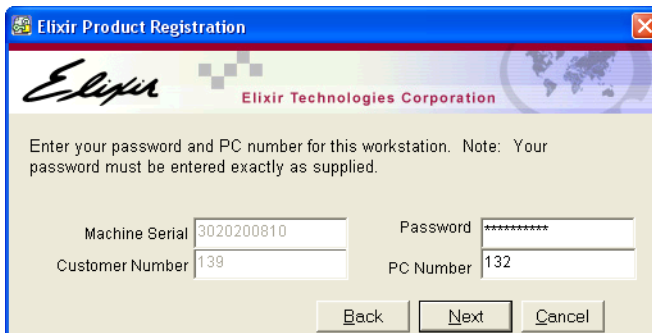 Elixir Product Registration
Elixir
Elixir Technologies Corporation
Enter your password and PC number for this workstation. Note: Your
password must be entered exactly as supplied.
Machine Serial 3020200810 Password **********
Customer Number 139 PC Number 132
Back Next Cancel